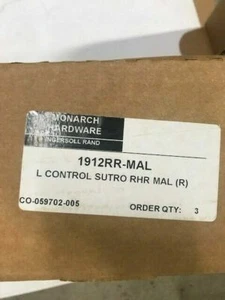 MONARCH
HARDWARE
INGERSOLL RAND
1912RR-MAL
L CONTROL SUTRO RHR MAL (R)
CO-059702-005 ORDER QTY: 3